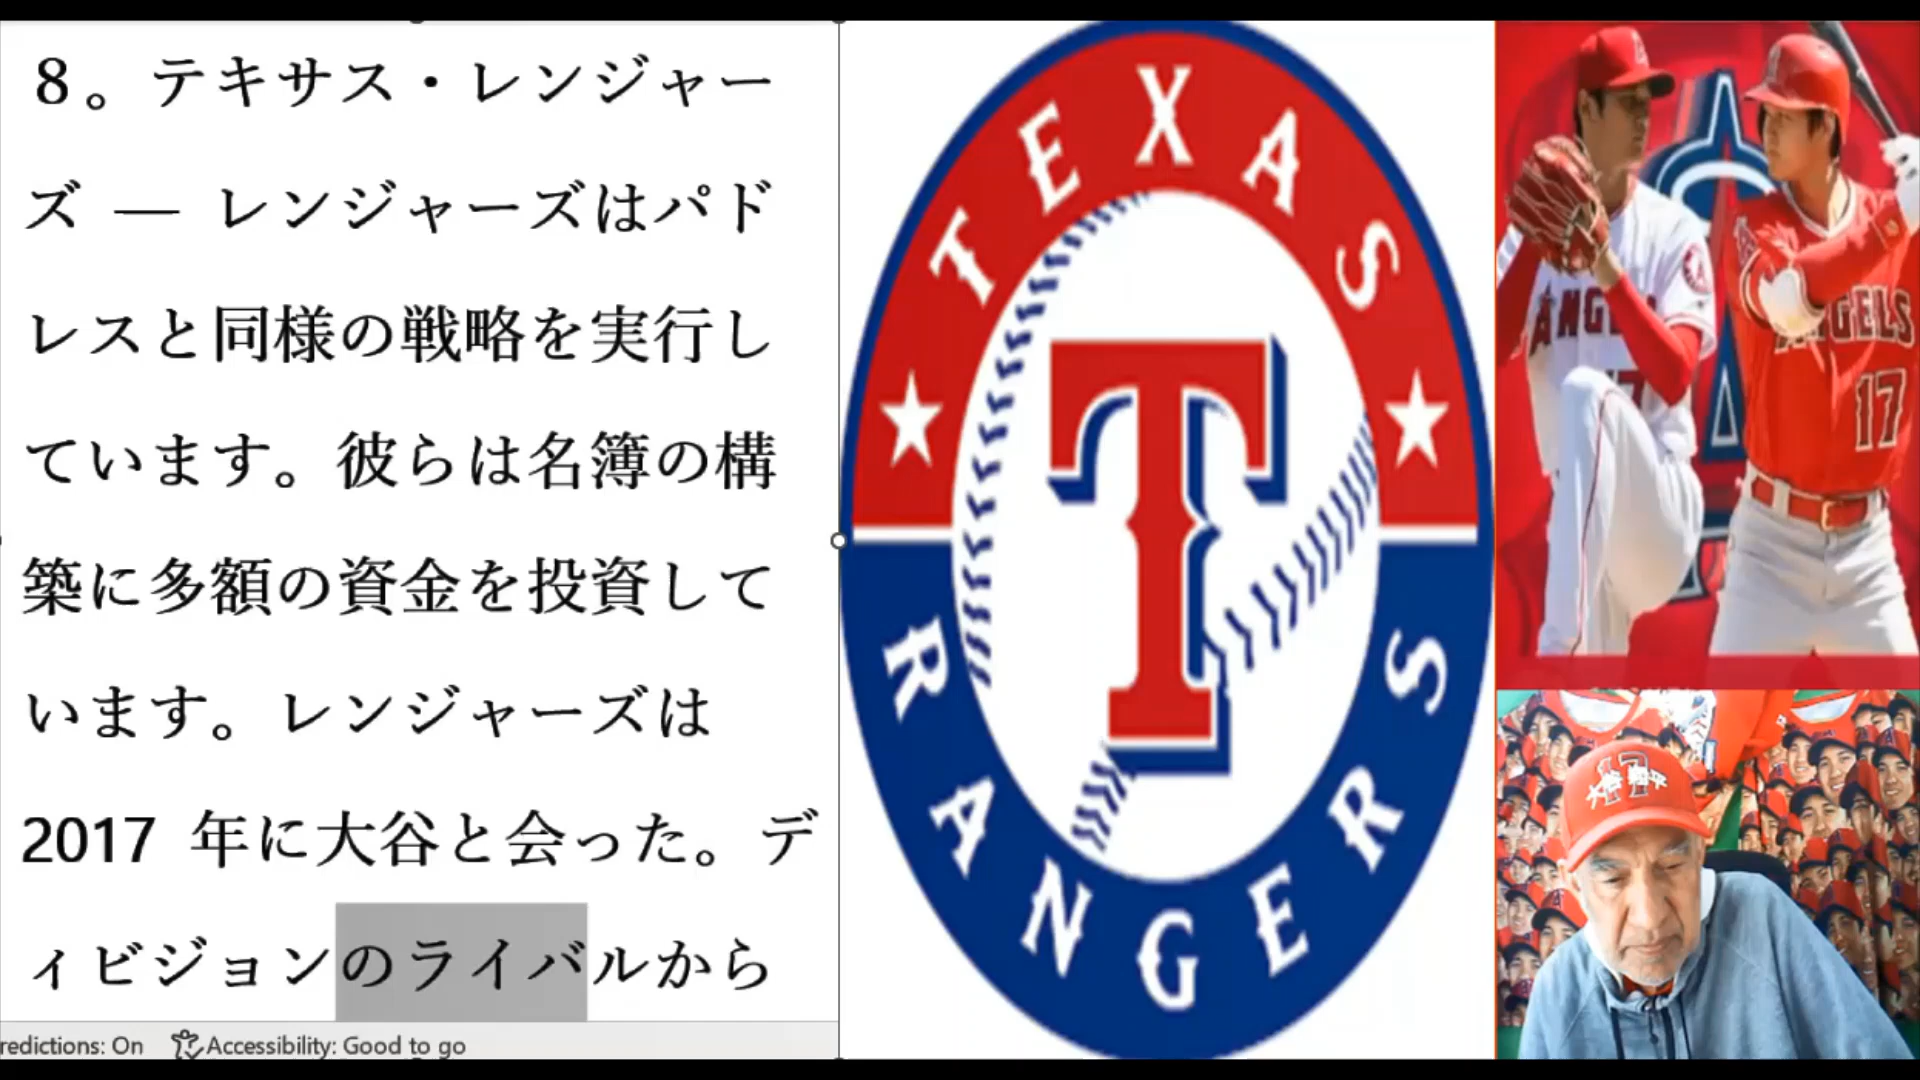 8。テキサス・レンジャー
ズ — レンジャーズはパド
レスと同様の戦略を実行し
ています。彼らは名簿の構
築に多額の資金を投資して
います。レンジャーズは
2017 年に大谷と会った。デ
ィビジョンのライバルから
redictions: On Accessibility: Good to go
TEXAS
T
RANGERS
ANGELS
17
17